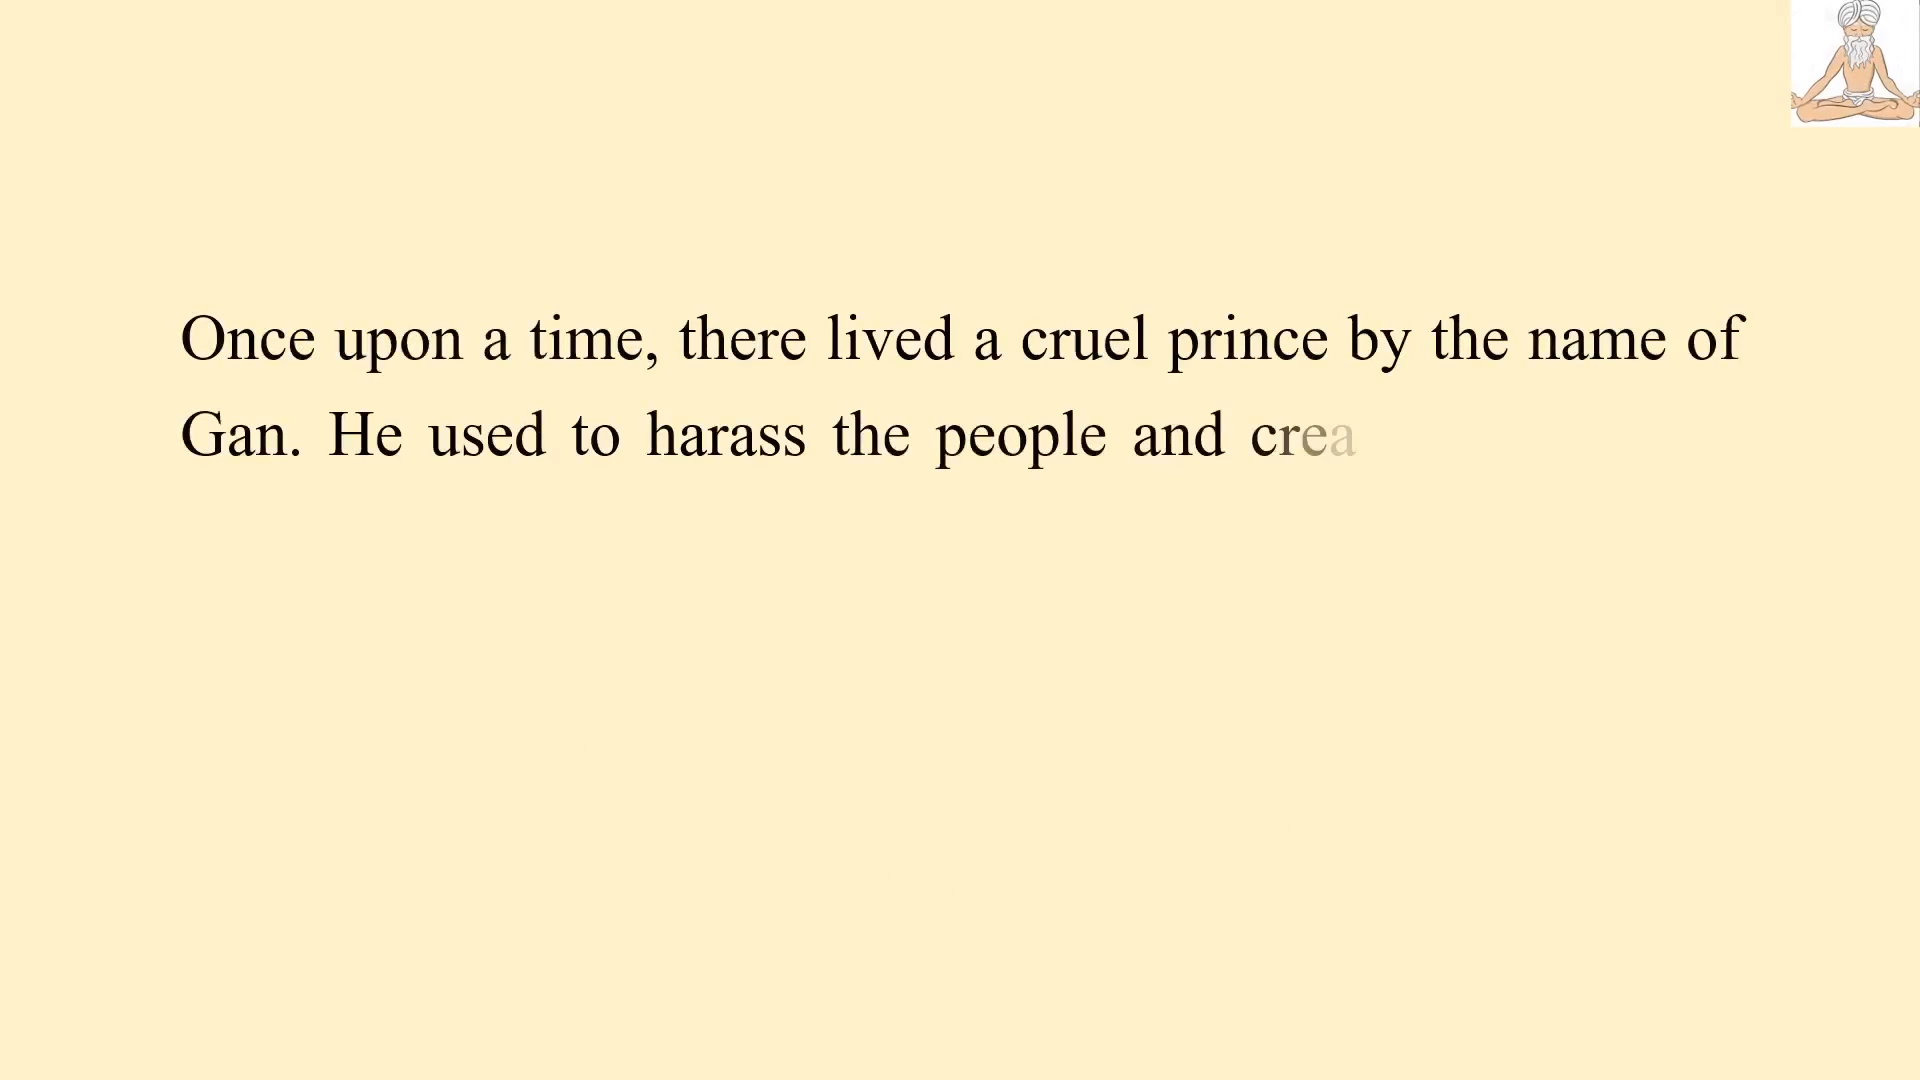 Once upon a time, there lived a cruel prince by the name of
Gan. He used to harass the people and crea